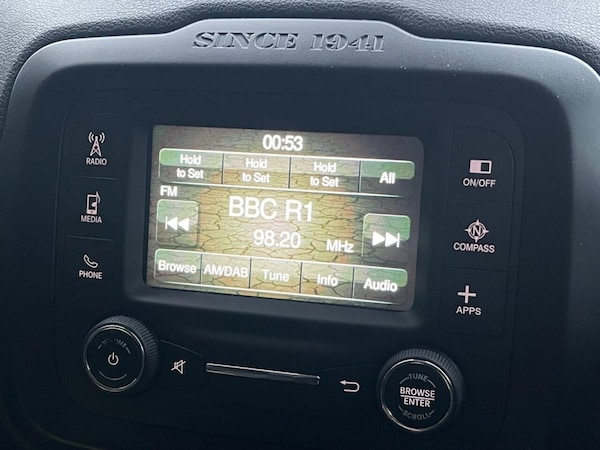 SINCE 1941
00:53
Hold to Set
Hold to Set
Hold to Set
All
FM
BBC R1
98.20 MHz
Browse AM/DAB Tune Info Audio
RADIO
MEDIA
PHONE
ON/OFF
N
COMPASS
APPS
VOLUME
TUNE
BROWSE
ENTER
SCROLL